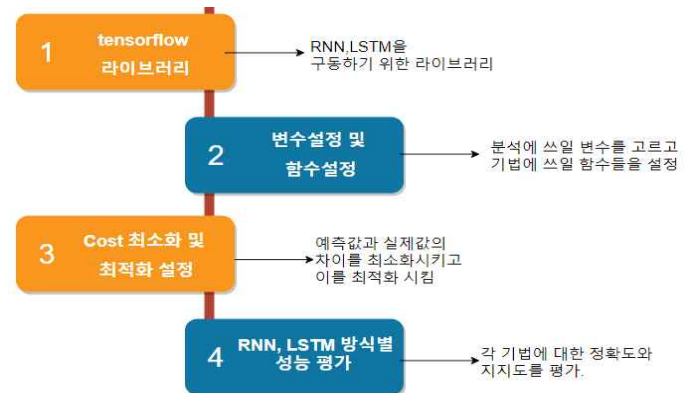 1
tensorflow
라이브러리
RNN,LSTM을
구동하기 위한 라이브러리
2
변수설정 및
함수설정
분석에 쓰일 변수를 고르고
기법에 쓰일 함수들을 설정
3
Cost 최소화 및
최적화 설정
예측값과 실제값의
차이를 최소화시키고
이를 최적화 시킴
4
RNN, LSTM 방식별
성능 평가
각 기법에 대한 정확도와
지지도를 평가.